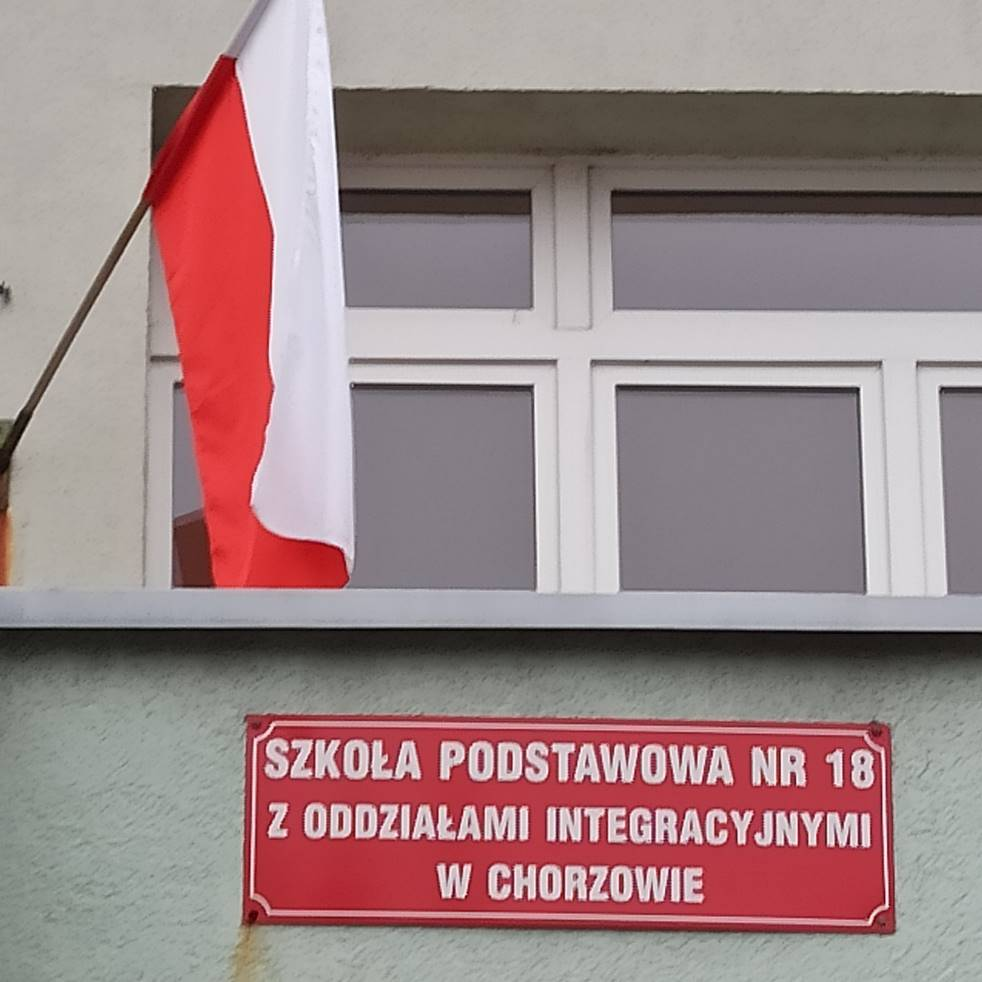 SZKOŁA PODSTAWOWA NR 18
Z ODDZIAŁAMI INTEGRACYJNYMI
W CHORZOWIE